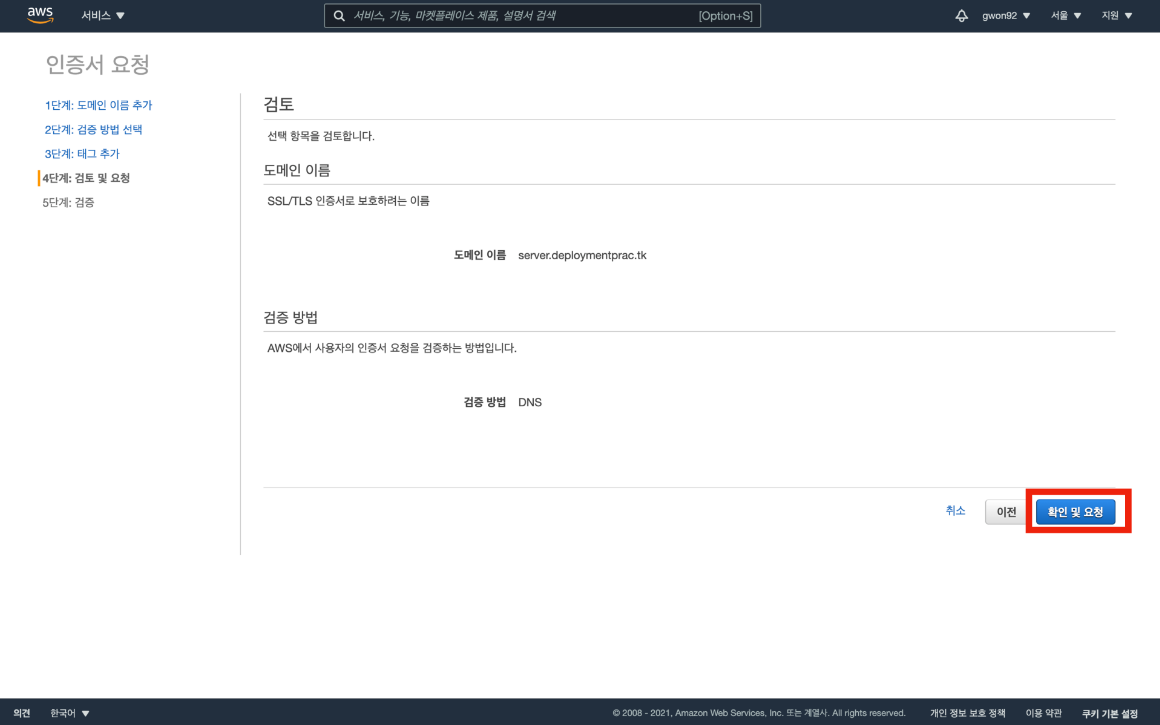 aws 서비스 ▼ 서비스, 기능, 마켓플레이스 제품, 설명서 검색 [Option+S] gwon92 ▼ 서울 ▼ 지원 ▼
인증서 요청
1단계: 도메인 이름 추가
2단계: 검증 방법 선택
3단계: 태그 추가
4단계: 검토 및 요청
5단계: 검증
검토
선택 항목을 검토합니다.
도메인 이름
SSL/TLS 인증서로 보호하려는 이름
도메인 이름 server.deploymentprac.tk
검증 방법
AWS에서 사용자의 인증서 요청을 검증하는 방법입니다.
검증 방법 DNS
취소 이전 확인 및 요청
의견 한국어 ▼ © 2008 - 2021, Amazon Web Services, Inc. 또는 계열사. All rights reserved. 개인 정보 보호 정책 이용 약관 쿠키 기본 설정